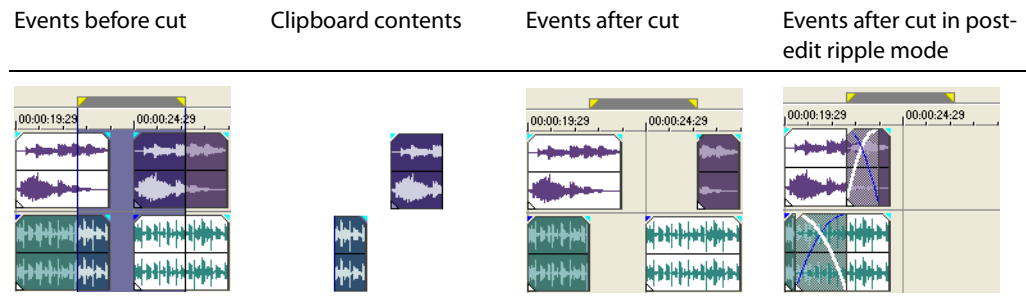 Events before cut
Clipboard contents
Events after cut
Events after cut in post-
edit ripple mode
00:00:19:29
00:00:24:29
00:00:19:29
00:00:24:29
00:00:19:29
00:00:24:29